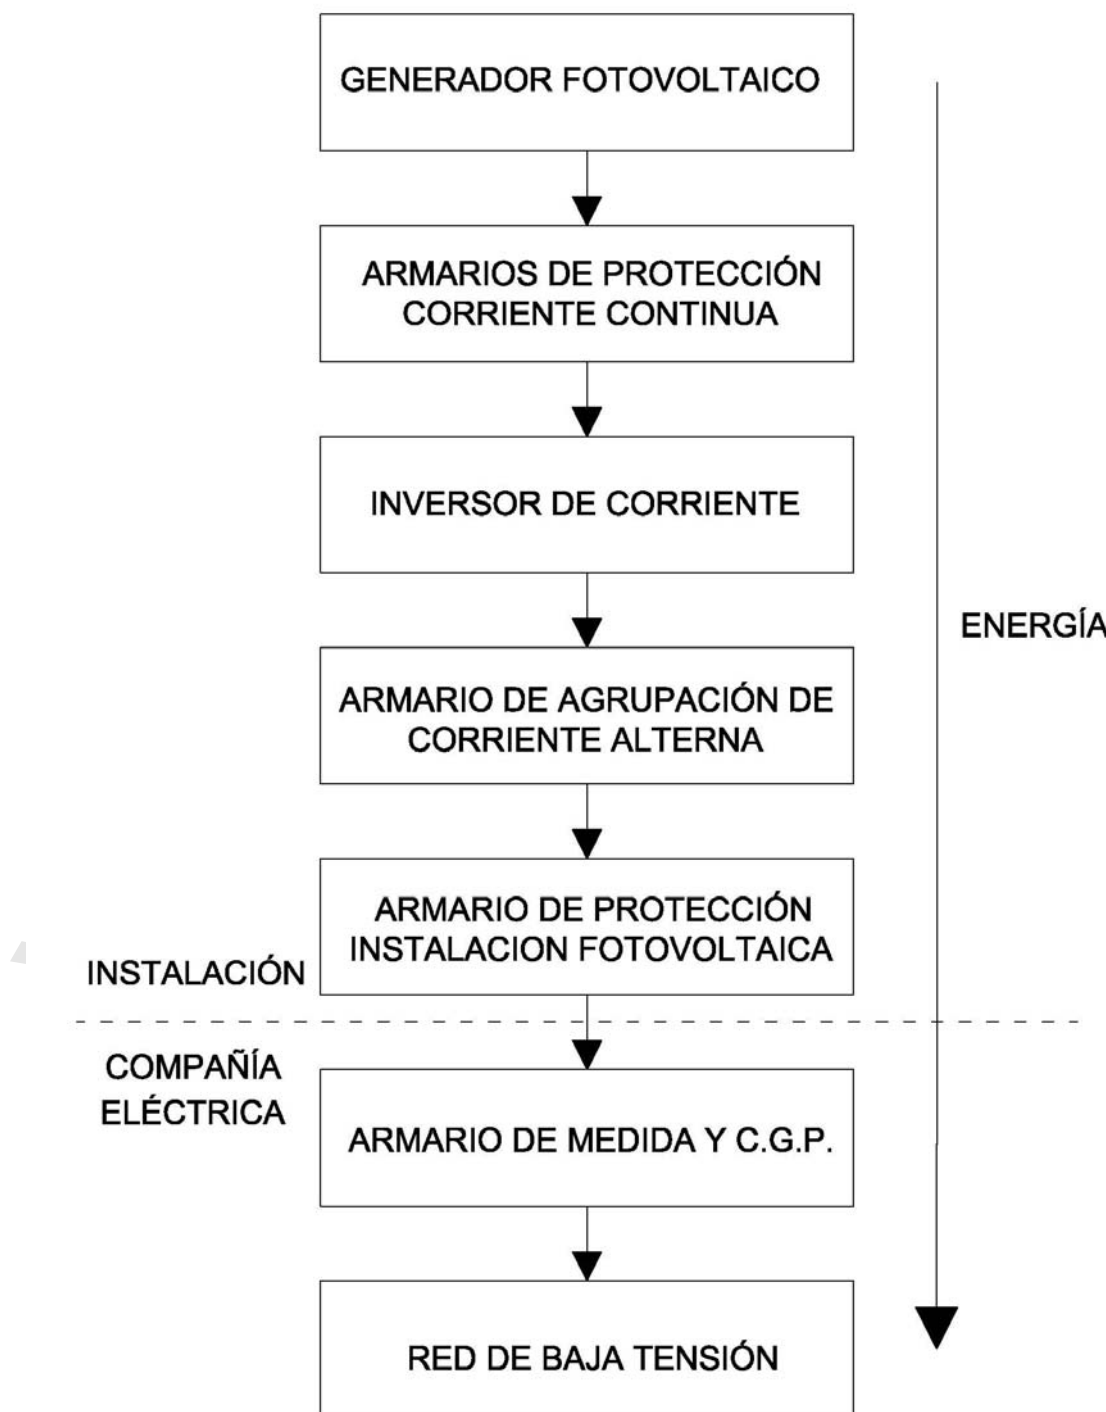 GENERADOR FOTOVOLTAICO
ARMARIOS DE PROTECCIÓN
CORRIENTE CONTINUA
INVERSOR DE CORRIENTE
ENERGÍA
ARMARIO DE AGRUPACIÓN DE
CORRIENTE ALTERNA
ARMARIO DE PROTECCIÓN
INSTALACION FOTOVOLTAICA
INSTALACIÓN
COMPAÑÍA
ELÉCTRICA
ARMARIO DE MEDIDA Y C.G.P.
RED DE BAJA TENSIÓN